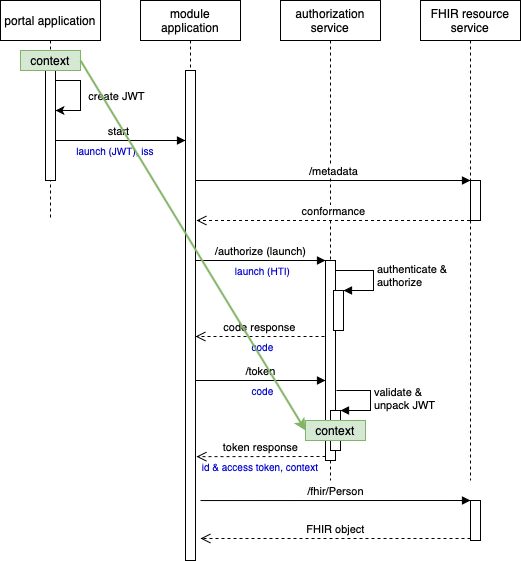 portal application
module
application
authorization
service
FHIR resource
service
context
create JWT
start
launch (JWT), iss
/metadata
conformance
/authorize (launch)
launch (HTI)
authenticate &
authorize
code response
code
/token
code
validate &
unpack JWT
context
token response
id & access token, context
/fhir/Person
FHIR object